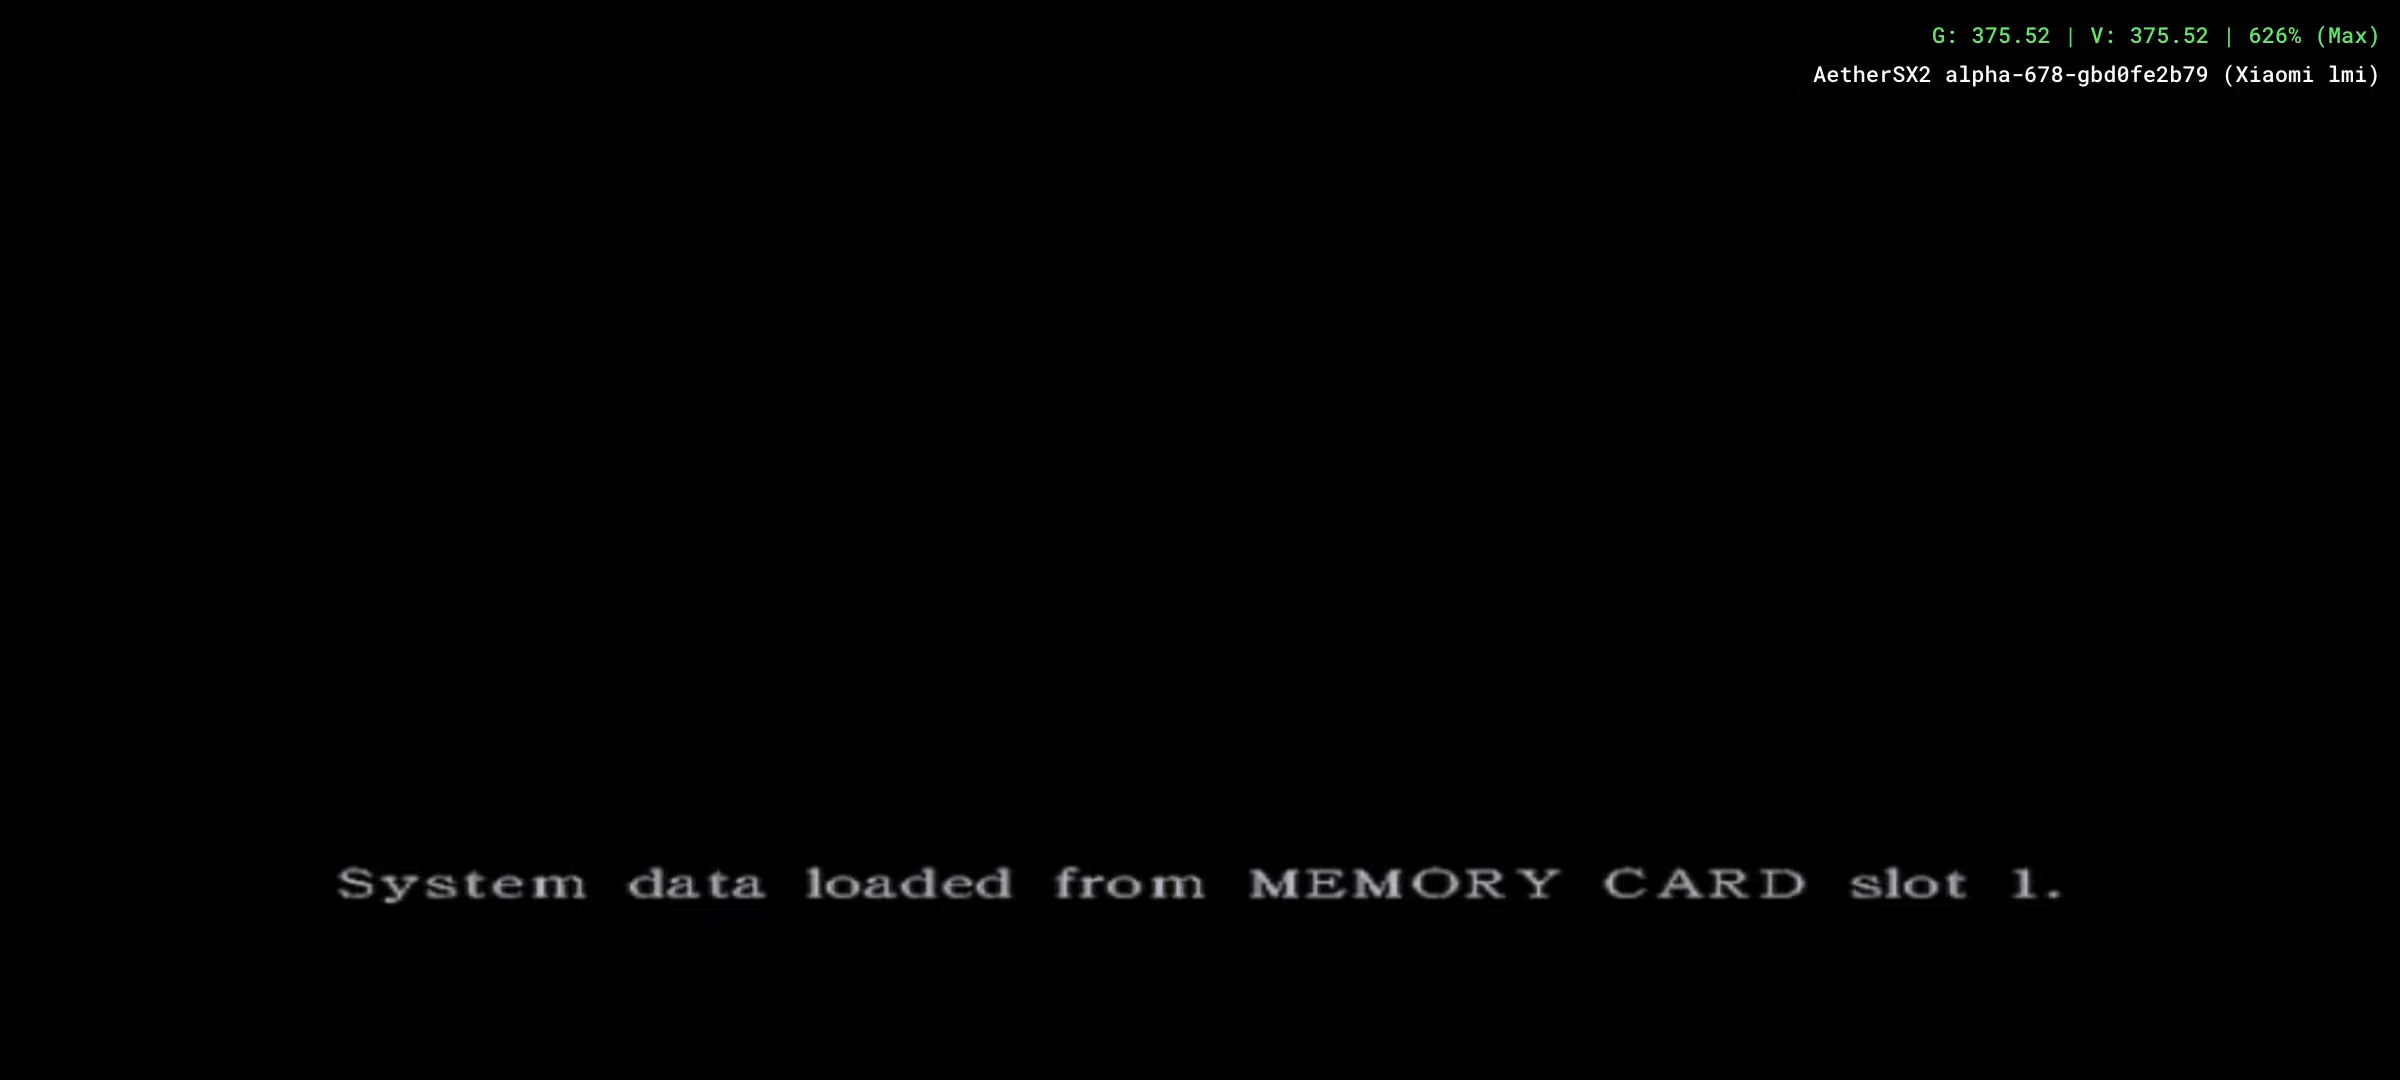 G: 375.52 | V: 375.52 | 626% (Max)
AetherSX2 alpha-678-gbd0fe2b79 (Xiaomi lmi)
System data loaded from MEMORY CARD slot 1.